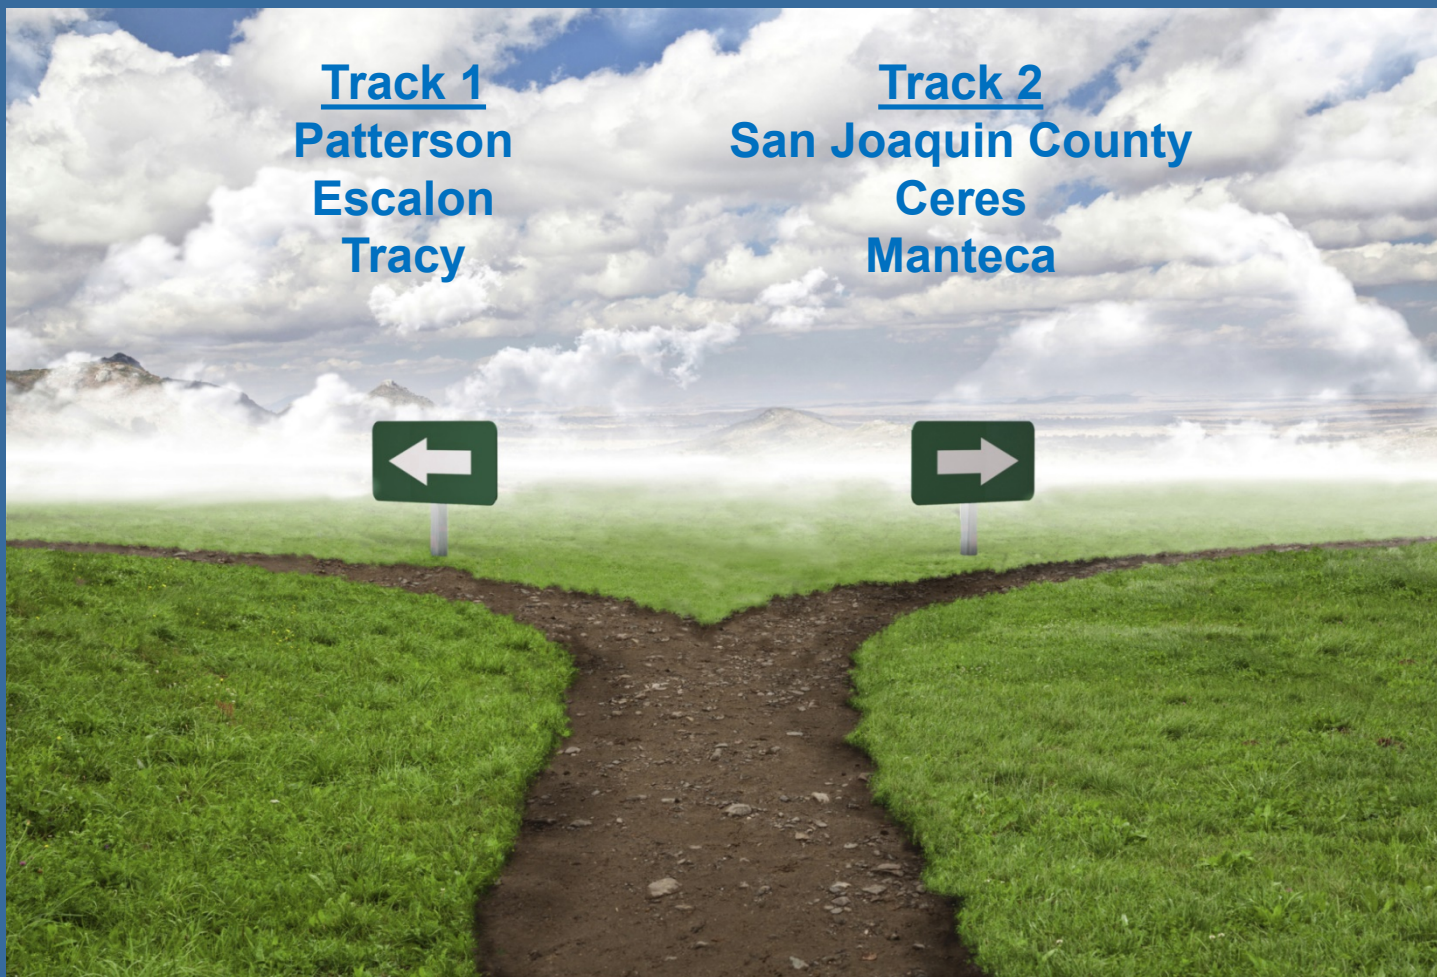 Track 1
Patterson
Escalon
Tracy
Track 2
San Joaquin County
Ceres
Manteca